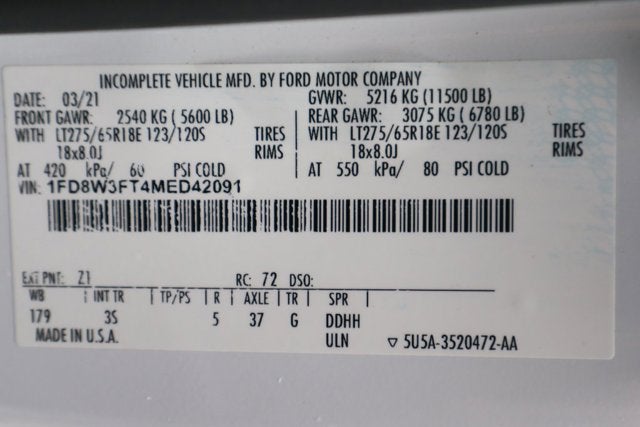 INCOMPLETE VEHICLE MFD. BY FORD MOTOR COMPANY
DATE: 03/21 GVWR: 5216 KG (11500 LB)
FRONT GAWR: 2540 KG (5600 LB) REAR GAWR: 3075 KG (6780 LB)
WITH LT275/65R18E 123/120S TIRES WITH LT275/65R18E 123/120S TIRES
18x8.0J RIMS 18x8.0J RIMS
AT 420 kPa/ 60 PSI COLD AT 550 kPa/ 80 PSI COLD
VIN: 1FD8W3FT4MED42091
EXT PNT: Z1 RC: 72 DSO:
WB | INT TR | TP/PS | R | AXLE | TR | SPR |
179 3S 5 37 G DDHH
MADE IN U.S.A. ULN ▽ 5U5A-3520472-AA